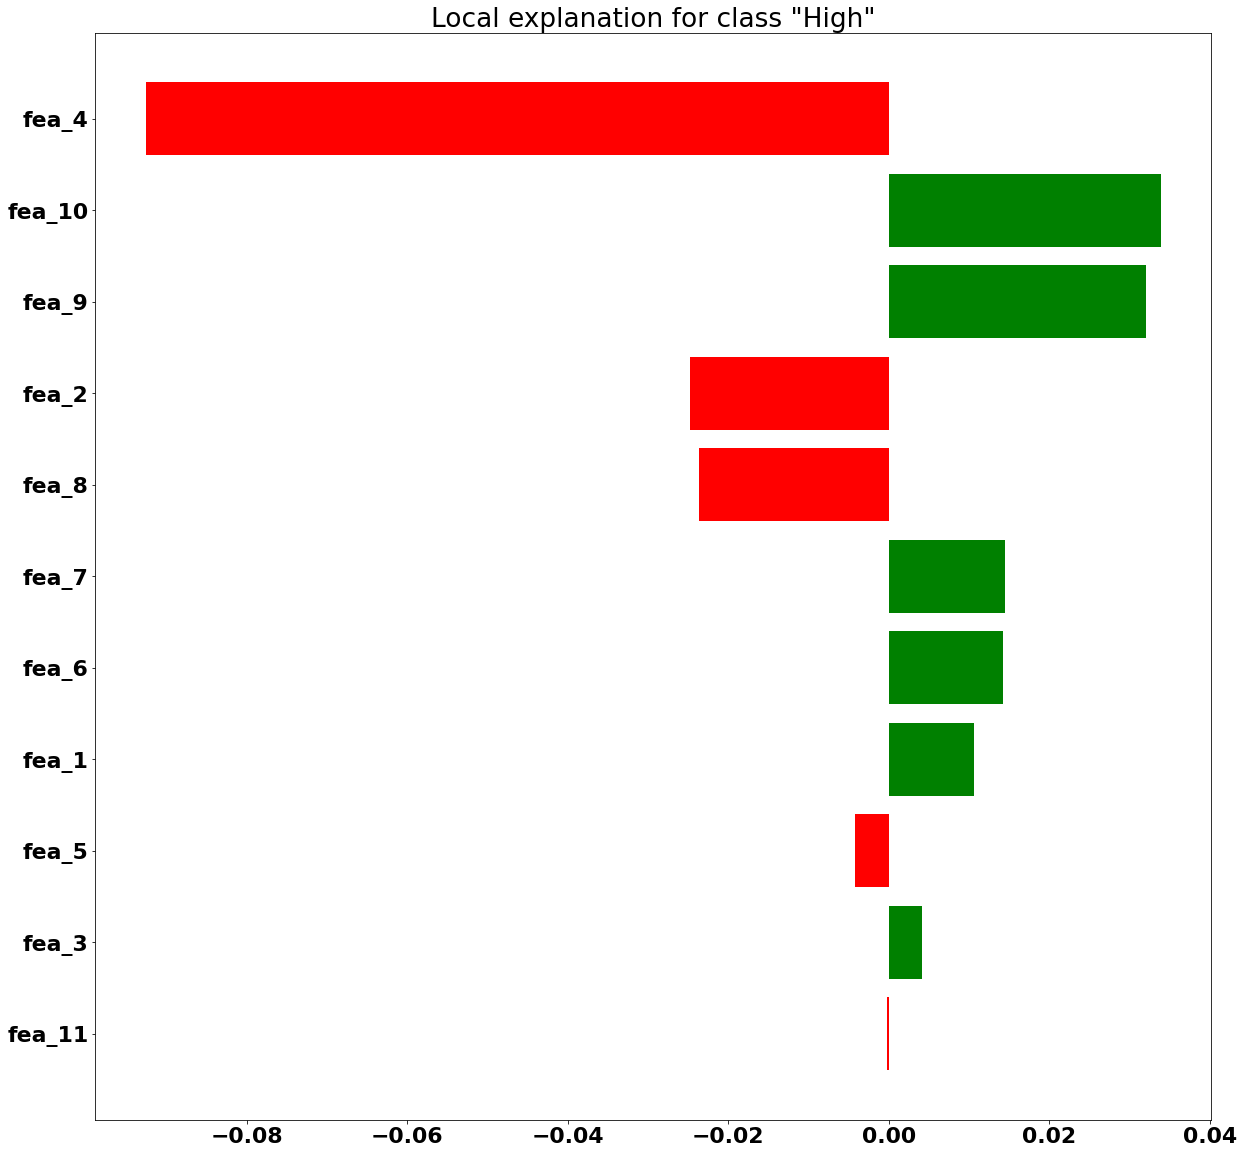 Local explanation for class "High"
fea_4
fea_10
fea_9
fea_2
fea_8
fea_7
fea_6
fea_1
fea_5
fea_3
fea_11
−0.08 −0.06 −0.04 −0.02 0.00 0.02 0.04